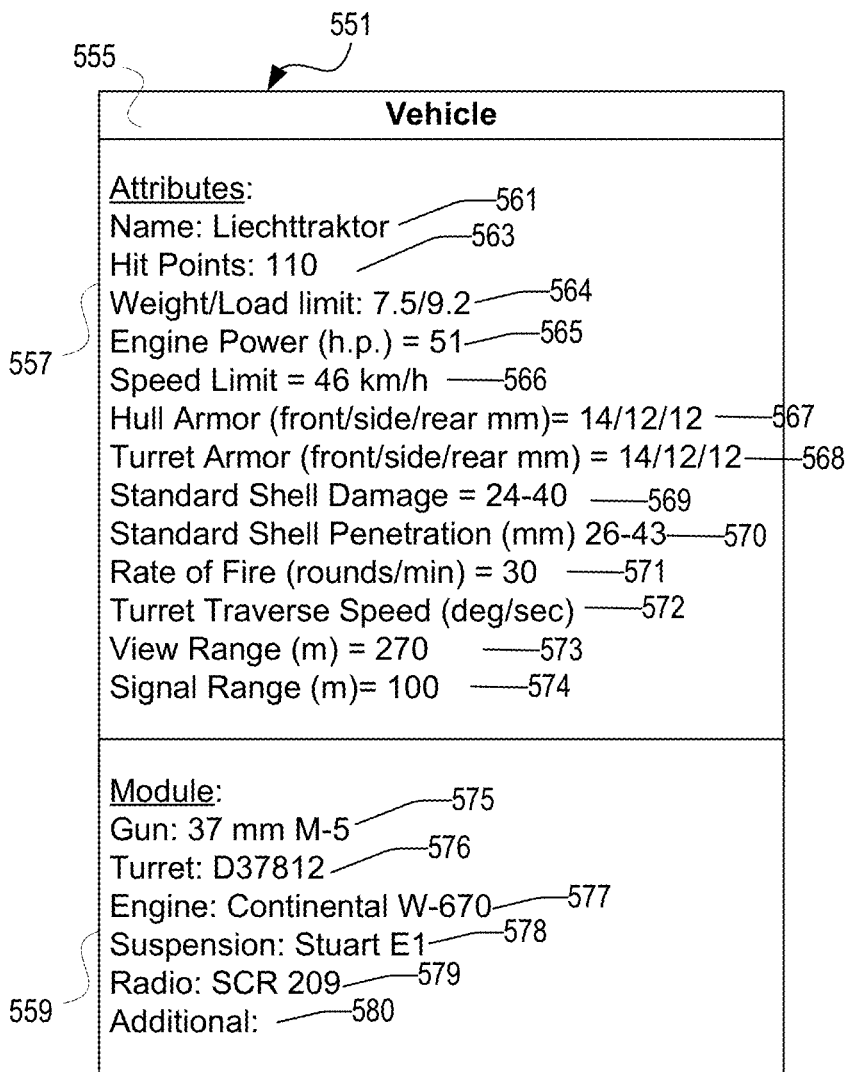 551
555
Vehicle
Attributes:
Name: Liechttraktor 561
Hit Points: 110 563
Weight/Load limit: 7.5/9.2 564
Engine Power (h.p.) = 51 565
557
Speed Limit = 46 km/h 566
Hull Armor (front/side/rear mm)= 14/12/12 567
Turret Armor (front/side/rear mm) = 14/12/12 568
Standard Shell Damage = 24-40 569
Standard Shell Penetration (mm) 26-43 570
Rate of Fire (rounds/min) = 30 571
Turret Traverse Speed (deg/sec) 572
View Range (m) = 270 573
Signal Range (m)= 100 574
Module:
Gun: 37 mm M-5 575
Turret: D37812 576
Engine: Continental W-670 577
Suspension: Stuart E1 578
Radio: SCR 209 579
559
Additional: 580